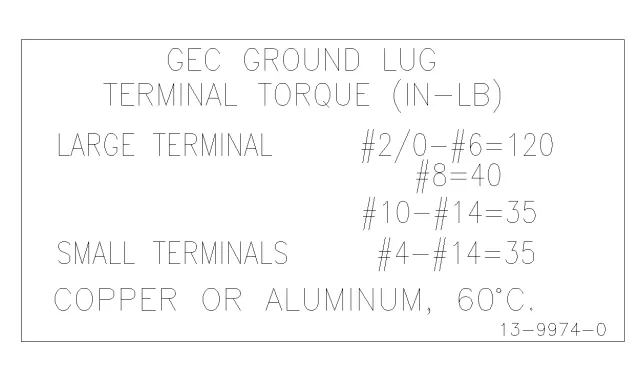 GEC GROUND LUG
TERMINAL TORQUE (IN-LB)
LARGE TERMINAL #2/0-#6=120
#8=40
#10-#14=35
SMALL TERMINALS #4-#14=35
COPPER OR ALUMINUM, 60°C.
13-9974-0